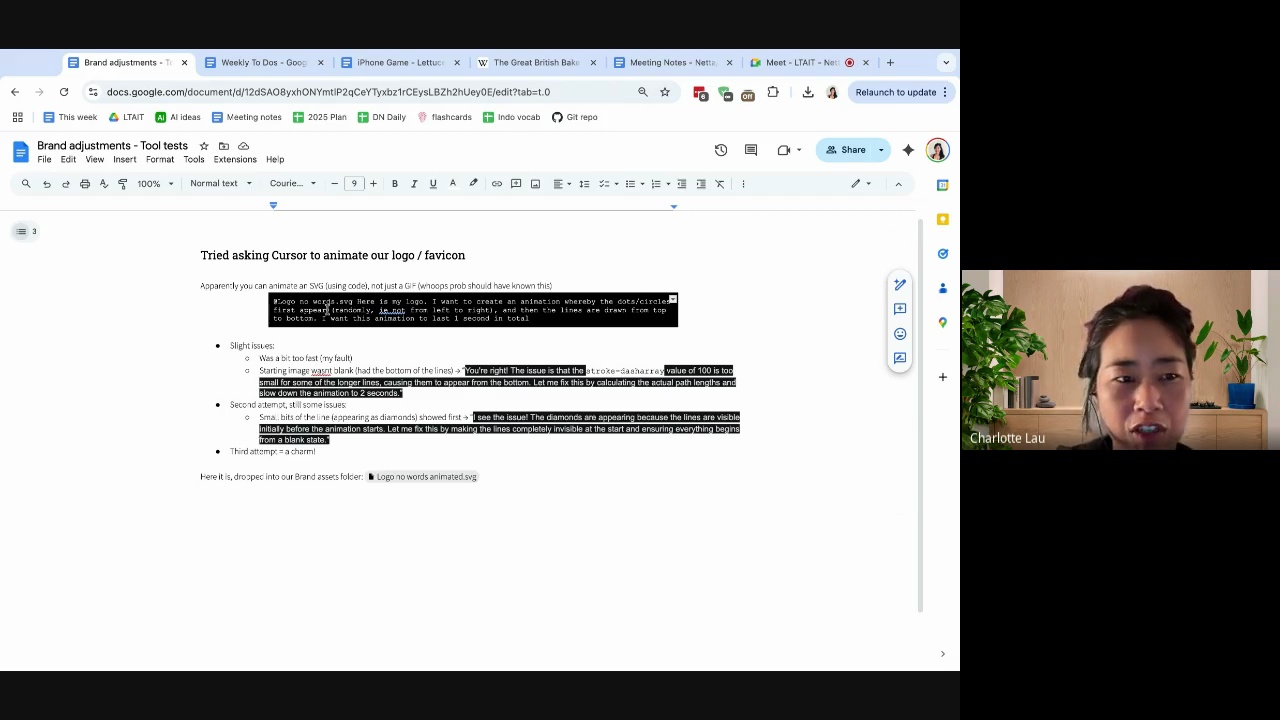 Brand adjustments - To
Weekly To Dos - Goog
iPhone Game - Lettuce
The Great British Bake
Meeting Notes - Netta
Meet - LTAIT - Nett
docs.google.com/document/d/12dSAO8yxhONYmtlP2qCeYTyxbz1rCEysLBZh2hUey0E/edit?tab=t.0
6
Off
Relaunch to update
This week
LTAIT
AI ideas
Meeting notes
2025 Plan
DN Daily
flashcards
Indo vocab
Git repo
Brand adjustments - Tool tests
File Edit View Insert Format Tools Extensions Help
Share
100%
Normal text
Courie...
9
3
Tried asking Cursor to animate our logo / favicon
Apparently you can animate an SVG (using code), not just a GIF (whoops prob should have known this)
@Logo no words.svg Here is my logo. I want to create an animation whereby the dots/circles
first appear (randomly, ie not from left to right), and then the lines are drawn from top
to bottom. I want this animation to last 1 second in total
● Slight issues:
○ Was a bit too fast (my fault)
○ Starting image wasnt blank (had the bottom of the lines) → "You're right! The issue is that the stroke-dasharray value of 100 is too
small for some of the longer lines, causing them to appear from the bottom. Let me fix this by calculating the actual path lengths and
slow down the animation to 2 seconds."
● Second attempt, still some issues:
○ Small bits of the line (appearing as diamonds) showed first → "I see the issue! The diamonds are appearing because the lines are visible
initially before the animation starts. Let me fix this by making the lines completely invisible at the start and ensuring everything begins
from a blank state."
● Third attempt = a charm!
Here it is, dropped into our Brand assets folder: Logo no words animated.svg
Charlotte Lau